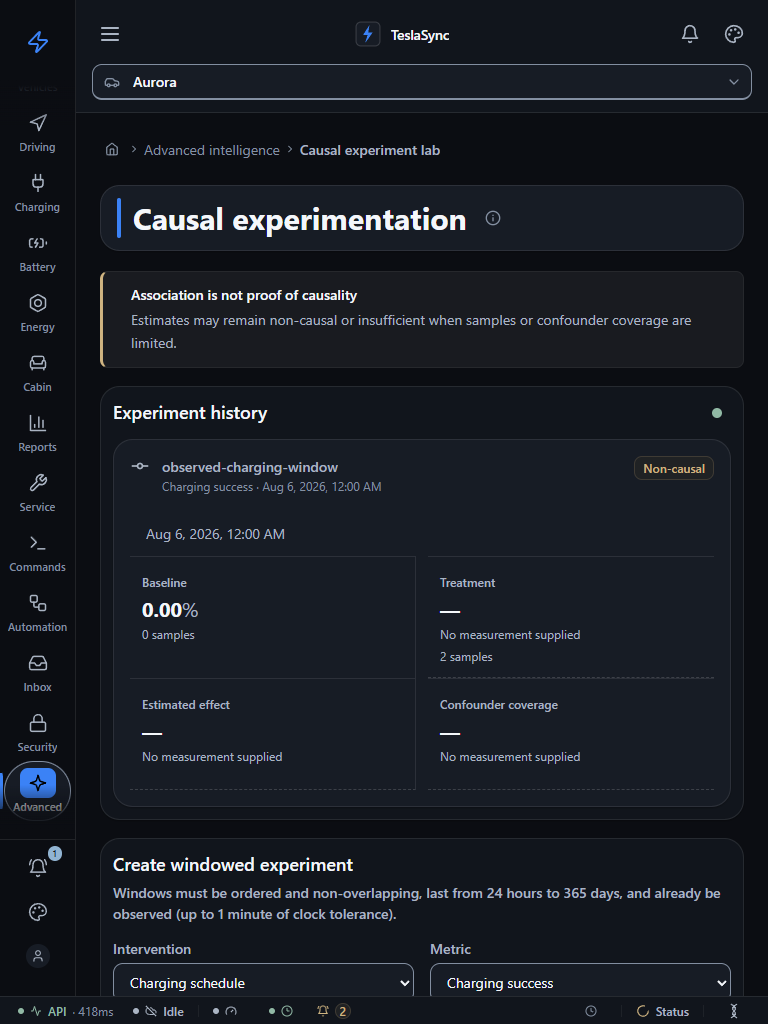 TeslaSync
Aurora
Driving
Charging
Battery
Energy
Cabin
Reports
Service
Commands
Automation
Inbox
Security
Advanced
1
Advanced intelligence
Causal experiment lab
Causal experimentation
Association is not proof of causality
Estimates may remain non-causal or insufficient when samples or confounder coverage are
limited.
Experiment history
observed-charging-window
Non-causal
Charging success · Aug 6, 2026, 12:00 AM
Aug 6, 2026, 12:00 AM
Baseline
0.00%
0 samples
Treatment
—
No measurement supplied
2 samples
Estimated effect
—
No measurement supplied
Confounder coverage
—
No measurement supplied
Create windowed experiment
Windows must be ordered and non-overlapping, last from 24 hours to 365 days, and already be
observed (up to 1 minute of clock tolerance).
Intervention
Charging schedule
Metric
Charging success
API · 418ms
Idle
2
Status